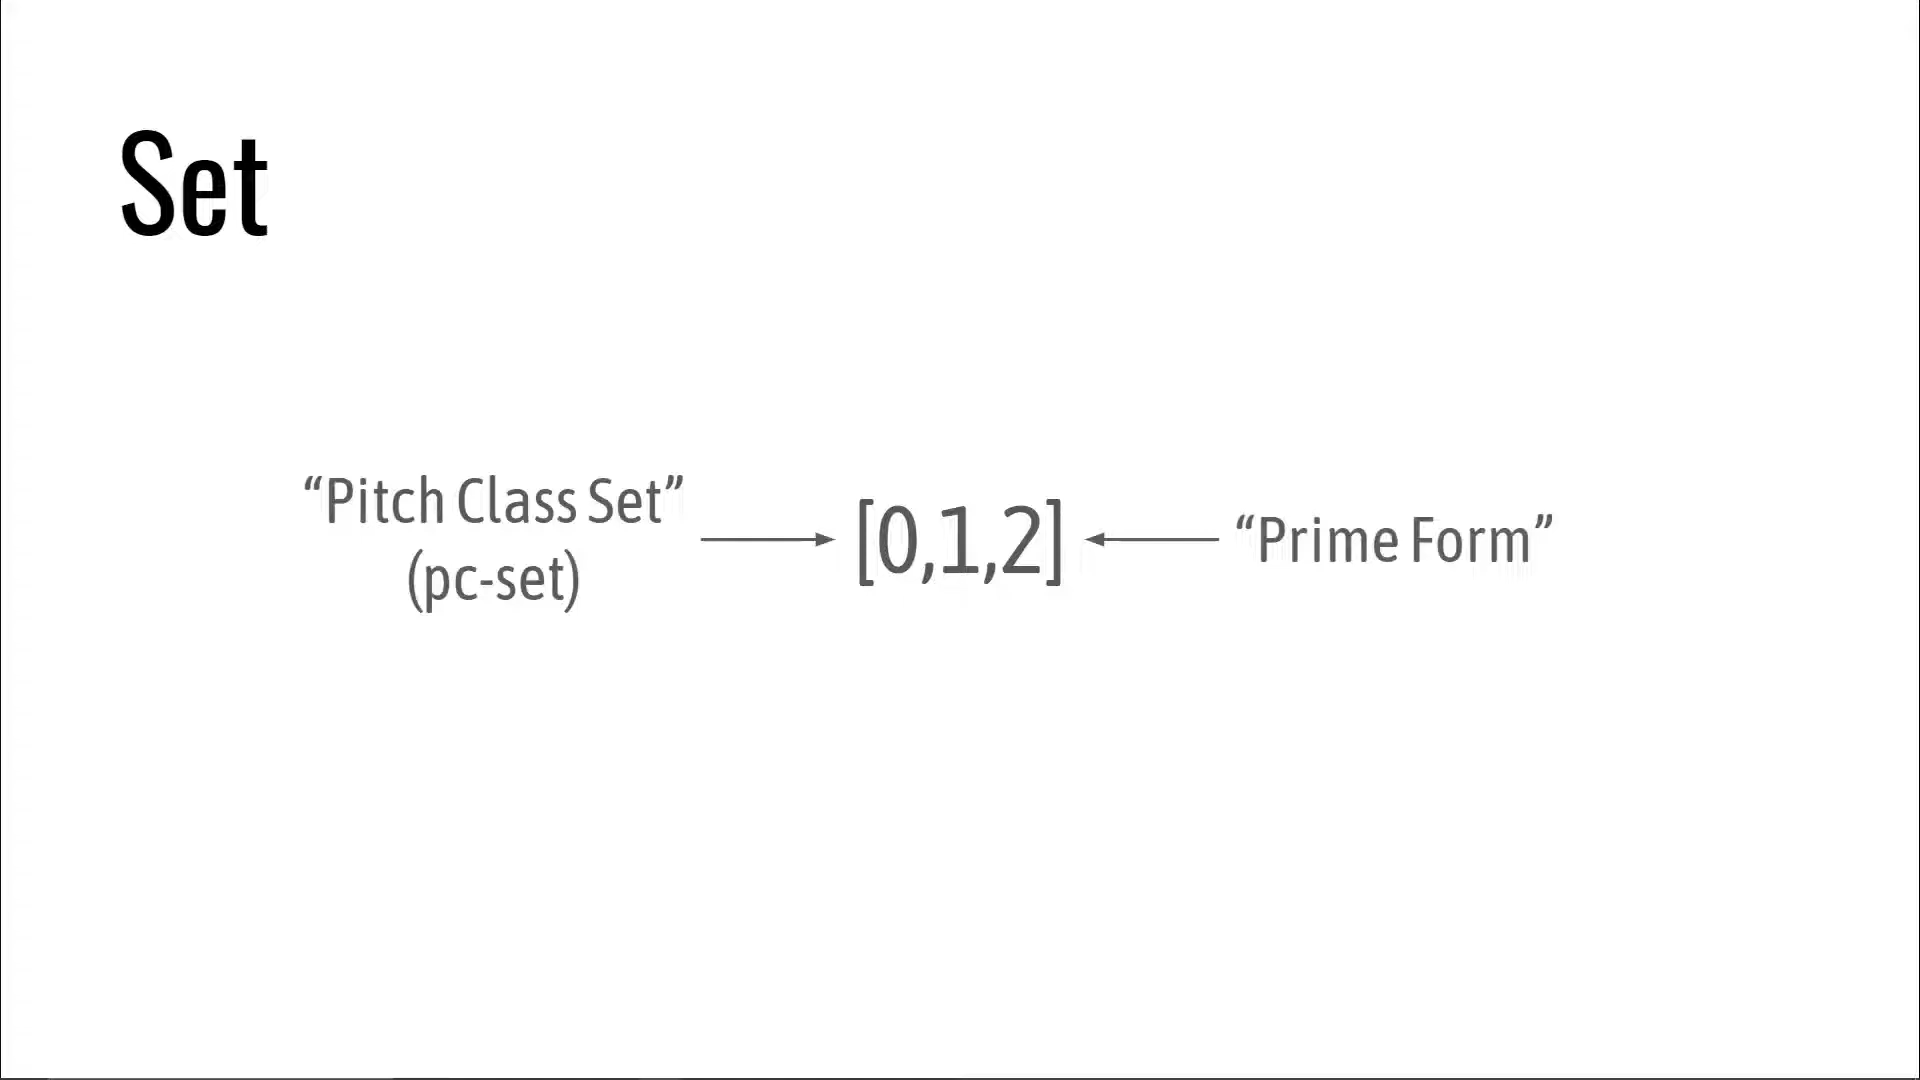 Set
“Pitch Class Set”
(pc-set)
[0,1,2]
“Prime Form”